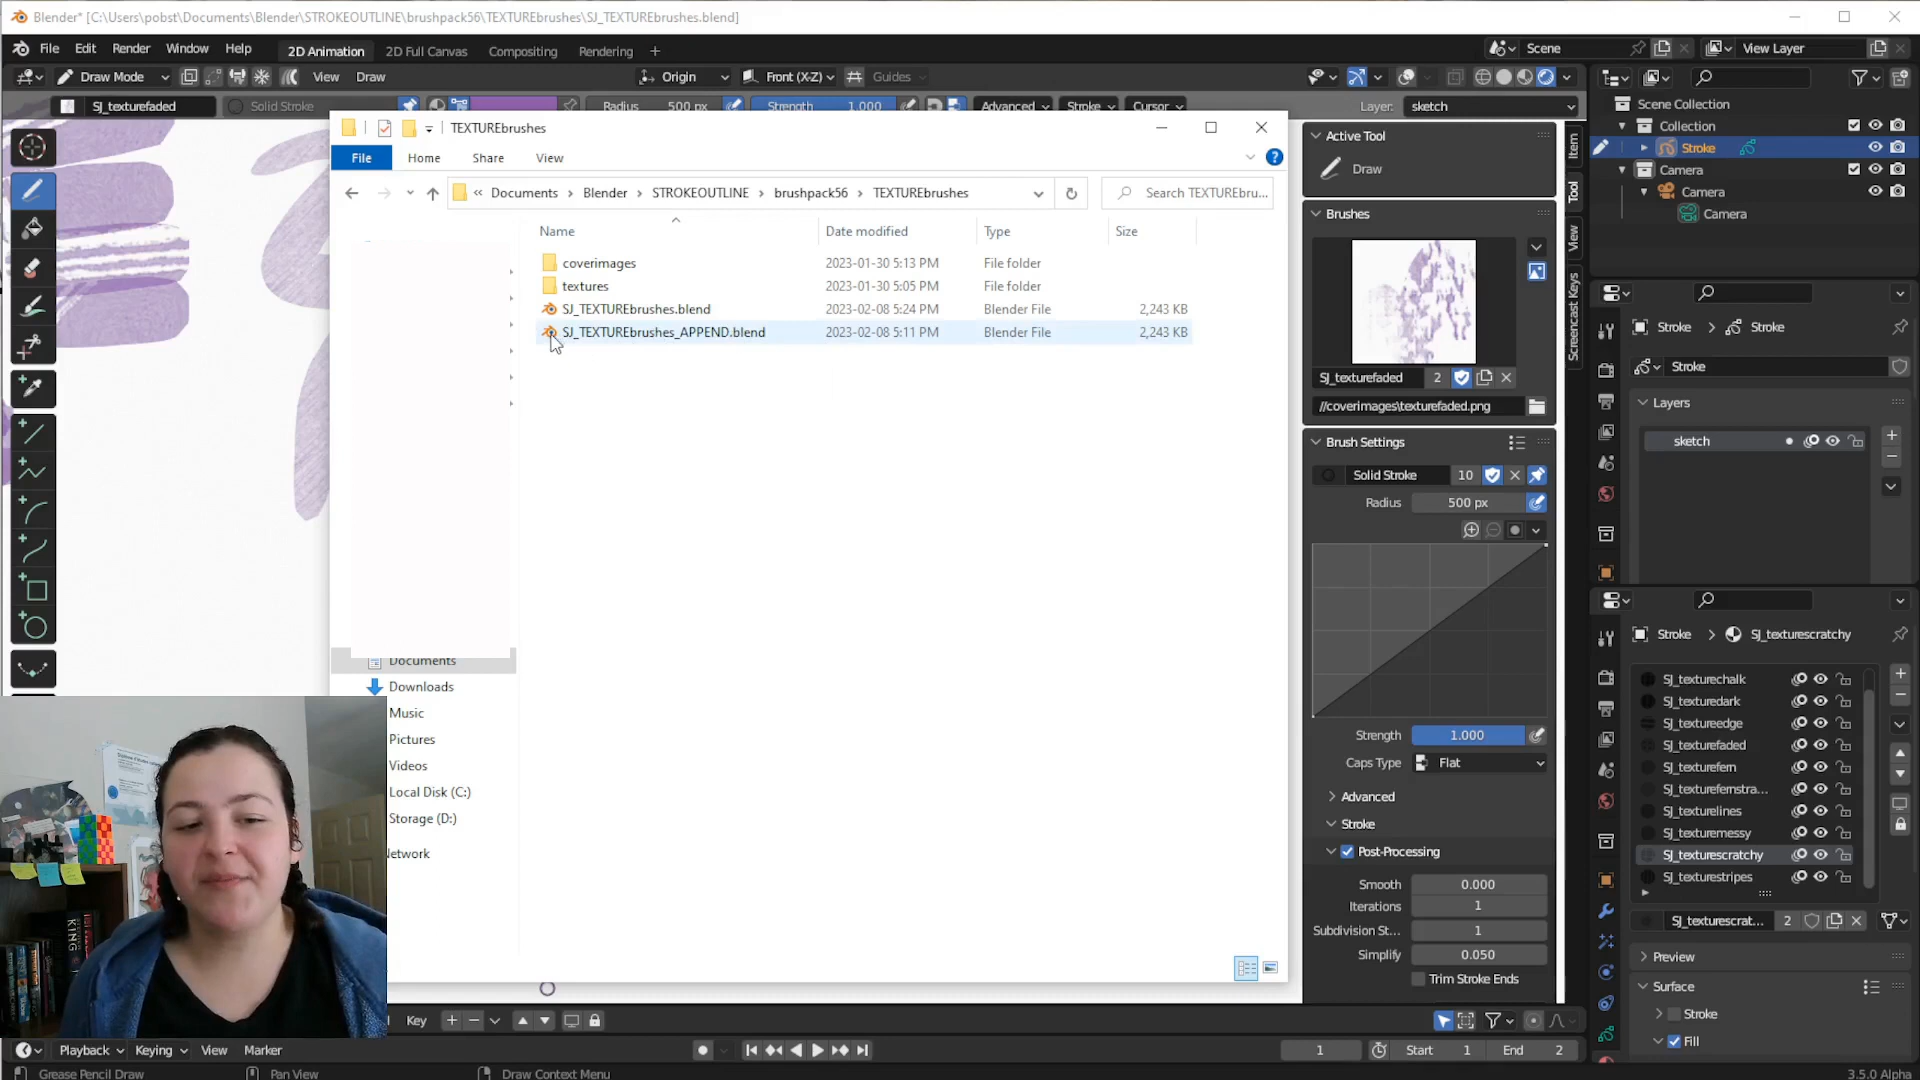 Blender* [C:\Users\pobst\Documents\Blender\STROKEOUTLINE\brushpack56\TEXTUREbrushes\SJ_TEXTUREbrushes.blend]
File Edit Render Window Help 2D Animation 2D Full Canvas Compositing Rendering + Scene View Layer
Draw Mode View Draw Origin Front (X-Z) Guides
SJ_texturefaded Solid Stroke Radius 500 px Strength 1.000 Advanced Stroke Cursor Layer: sketch
TEXTUREbrushes
File Home Share View
« Documents > Blender > STROKEOUTLINE > brushpack56 > TEXTUREbrushes Search TEXTUREbru...
Name Date modified Type Size
coverimages 2023-01-30 5:13 PM File folder
textures 2023-01-30 5:05 PM File folder
SJ_TEXTUREbrushes.blend 2023-02-08 5:24 PM Blender File 2,243 KB
SJ_TEXTUREbrushes_APPEND.blend 2023-02-08 5:11 PM Blender File 2,243 KB
Documents
Downloads
Music
Pictures
Videos
Local Disk (C:)
Storage (D:)
Network
KING
Active Tool
Draw
Brushes
SJ_texturefaded 2
//coverimages\texturefaded.png
Brush Settings
Solid Stroke 10
Radius 500 px
Strength 1.000
Caps Type Flat
Advanced
Stroke
Post-Processing
Smooth 0.000
Iterations 1
Subdivision St... 1
Simplify 0.050
Trim Stroke Ends
Item
Tool
View
Screencast Keys
Scene Collection
Collection
Stroke
Camera
Camera
Camera
Stroke > Stroke
Stroke
Layers
sketch
Stroke > SJ_texturescratchy
SJ_texturechalk
SJ_texturedark
SJ_textureedge
SJ_texturefaded
SJ_texturefern
SJ_texturefernstra...
SJ_texturelines
SJ_texturemessy
SJ_texturescratchy
SJ_texturestripes
SJ_texturescrat... 2
Preview
Surface
Stroke
Fill
Key
Playback Keying View Marker 1 Start 1 End 2
Grease Pencil Draw Pan View Draw Context Menu 3.5.0 Alpha